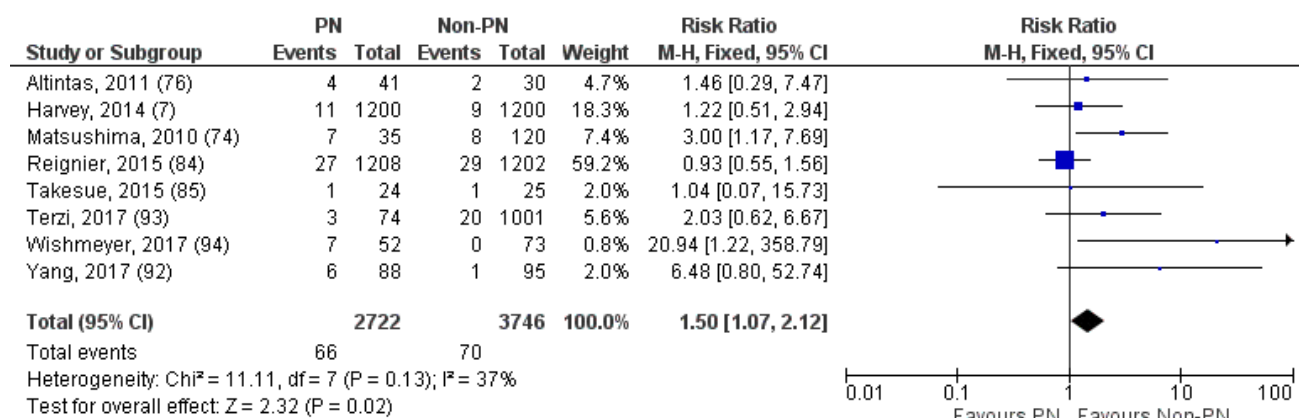 PN Non-PN Risk Ratio Risk Ratio
Study or Subgroup Events Total Events Total Weight M-H, Fixed, 95% CI M-H, Fixed, 95% CI
Altintas, 2011 (76) 4 41 2 30 4.7% 1.46 [0.29, 7.47]
Harvey, 2014 (7) 11 1200 9 1200 18.3% 1.22 [0.51, 2.94]
Matsushima, 2010 (74) 7 35 8 120 7.4% 3.00 [1.17, 7.69]
Reignier, 2015 (84) 27 1208 29 1202 59.2% 0.93 [0.55, 1.56]
Takesue, 2015 (85) 1 24 1 25 2.0% 1.04 [0.07, 15.73]
Terzi, 2017 (93) 3 74 20 1001 5.6% 2.03 [0.62, 6.67]
Wishmeyer, 2017 (94) 7 52 0 73 0.8% 20.94 [1.22, 358.79]
Yang, 2017 (92) 6 88 1 95 2.0% 6.48 [0.80, 52.74]
Total (95% CI) 2722 3746 100.0% 1.50 [1.07, 2.12]
Total events 66 70
Heterogeneity: Chi² = 11.11, df = 7 (P = 0.13); I² = 37%
Test for overall effect: Z = 2.32 (P = 0.02)
0.01 0.1 1 10 100
Favours PN Favours Non-PN